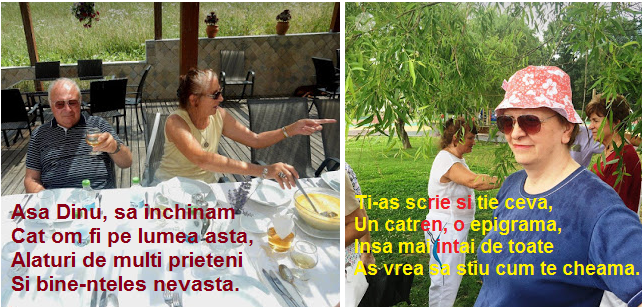 Asa Dinu, sa inchinam
Cat om fi pe lumea asta,
Alaturi de multi prieteni
Si bine-nteles nevasta.
Ti-as scrie si tie ceva,
Un catren, o epigrama,
Insa mai intai de toate
As vrea sa stiu cum te cheama.